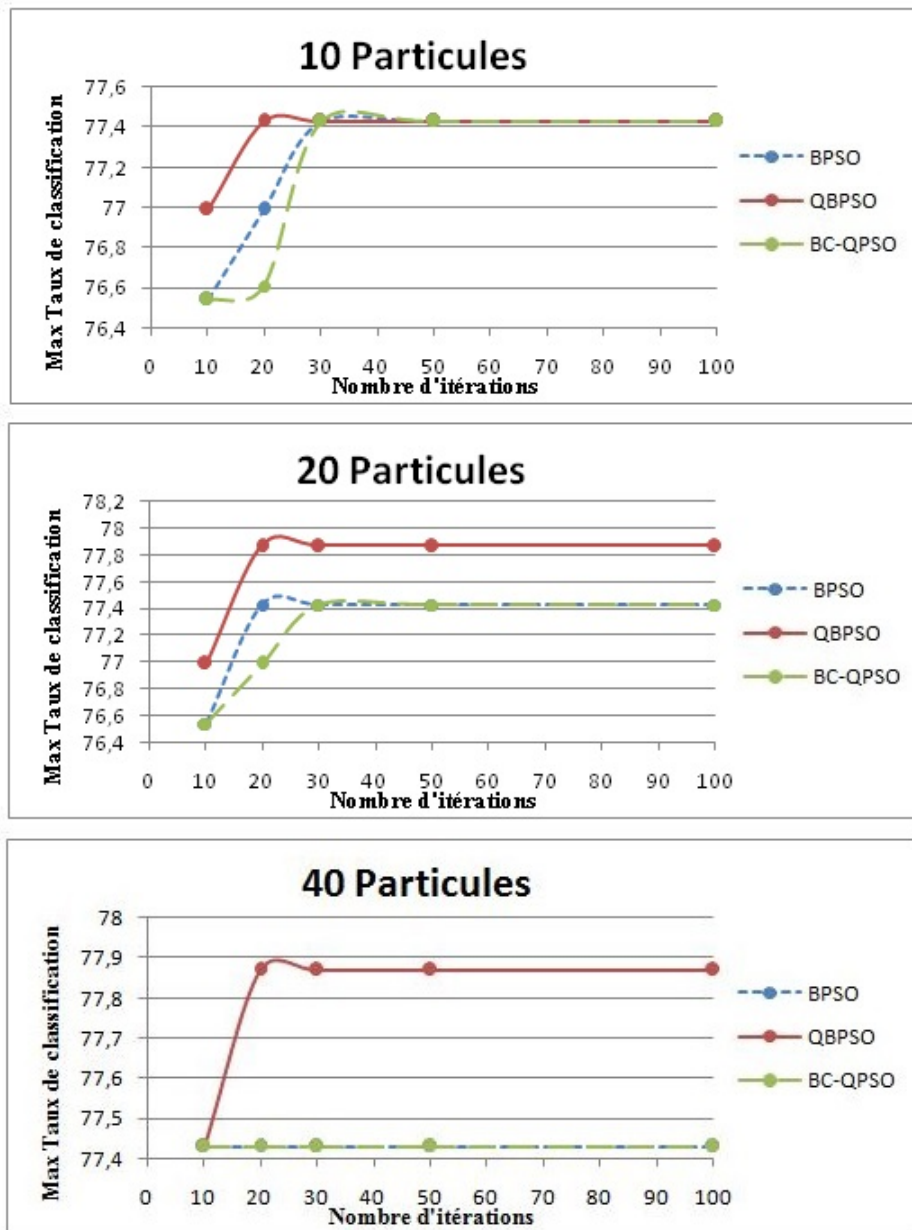 10 Particules
Max Taux de classification
77,6
77,4
77,2
77
76,8
76,6
76,4
0 10 20 30 40 50 60 70 80 90 100
Nombre d'itérations
BPSO
QBPSO
BC-QPSO
20 Particules
Max Taux de classification
78,2
78
77,8
77,6
77,4
77,2
77
76,8
76,6
76,4
0 10 20 30 40 50 60 70 80 90 100
Nombre d'itérations
BPSO
QBPSO
BC-QPSO
40 Particules
Max Taux de classification
78
77,9
77,8
77,7
77,6
77,5
77,4
0 10 20 30 40 50 60 70 80 90 100
Nombre d'itérations
BPSO
QBPSO
BC-QPSO